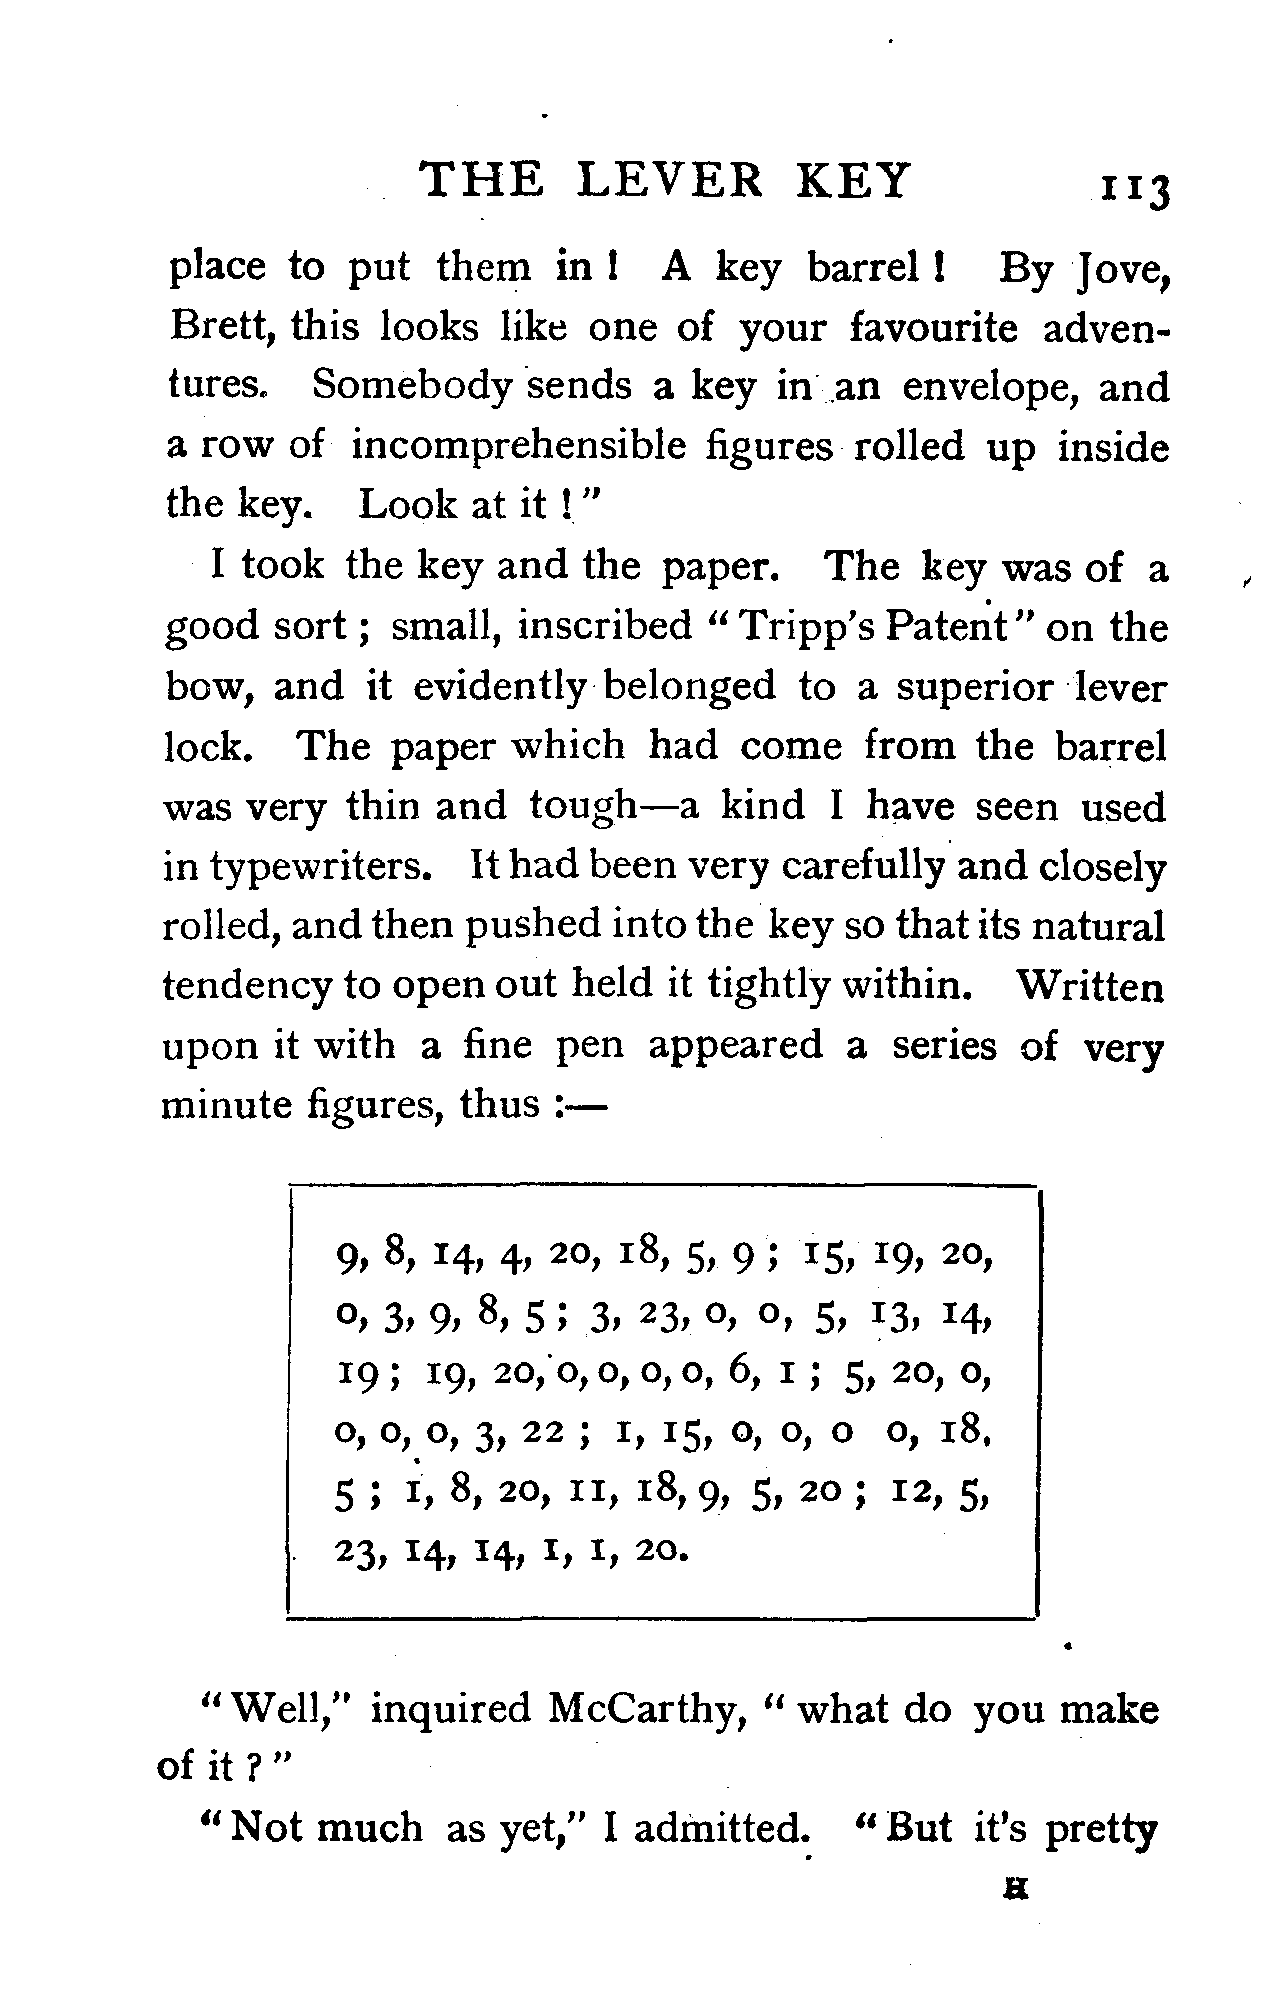 THE LEVER KEY 113
place to put them in ! A key barrel ! By Jove,
Brett, this looks like one of your favourite adven-
tures. Somebody sends a key in an envelope, and
a row of incomprehensible figures rolled up inside
the key. Look at it ! "
I took the key and the paper. The key was of a
good sort ; small, inscribed " Tripp's Patent " on the
bow, and it evidently belonged to a superior lever
lock. The paper which had come from the barrel
was very thin and tough—a kind I have seen used
in typewriters. It had been very carefully and closely
rolled, and then pushed into the key so that its natural
tendency to open out held it tightly within. Written
upon it with a fine pen appeared a series of very
minute figures, thus :—
9, 8, 14, 4, 20, 18, 5, 9 ; 15, 19, 20,
0, 3, 9, 8, 5 ; 3, 23, 0, 0, 5, 13, 14,
19 ; 19, 20, 0, 0, 0, 0, 6, 1 ; 5, 20, 0,
0, 0, 0, 3, 22 ; 1, 15, 0, 0, 0 0, 18,
5 ; 1, 8, 20, 11, 18, 9, 5, 20 ; 12, 5,
23, 14, 14, 1, 1, 20.
" Well," inquired McCarthy, " what do you make
of it ? "
" Not much as yet," I admitted. " But it's pretty
H